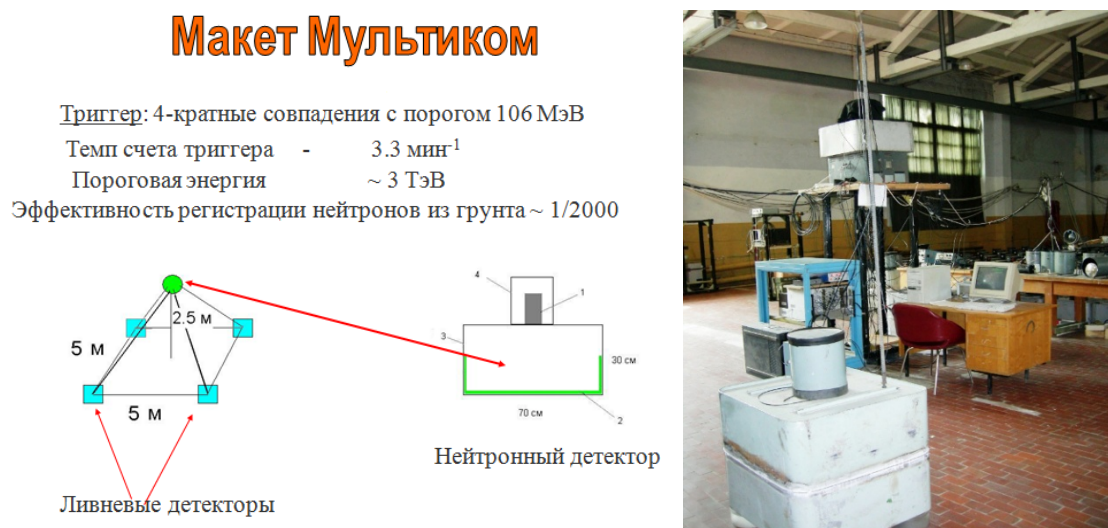 Макет Мультиком
Триггер: 4-кратные совпадения с порогом 106 МэВ
Темп счета триггера - 3.3 мин-1
Пороговая энергия ~ 3 ТэВ
Эффективность регистрации нейтронов из грунта ~ 1/2000
2.5 м
5 м
5 м
Ливневые детекторы
4
1
3
30 см
2
70 см
Нейтронный детектор